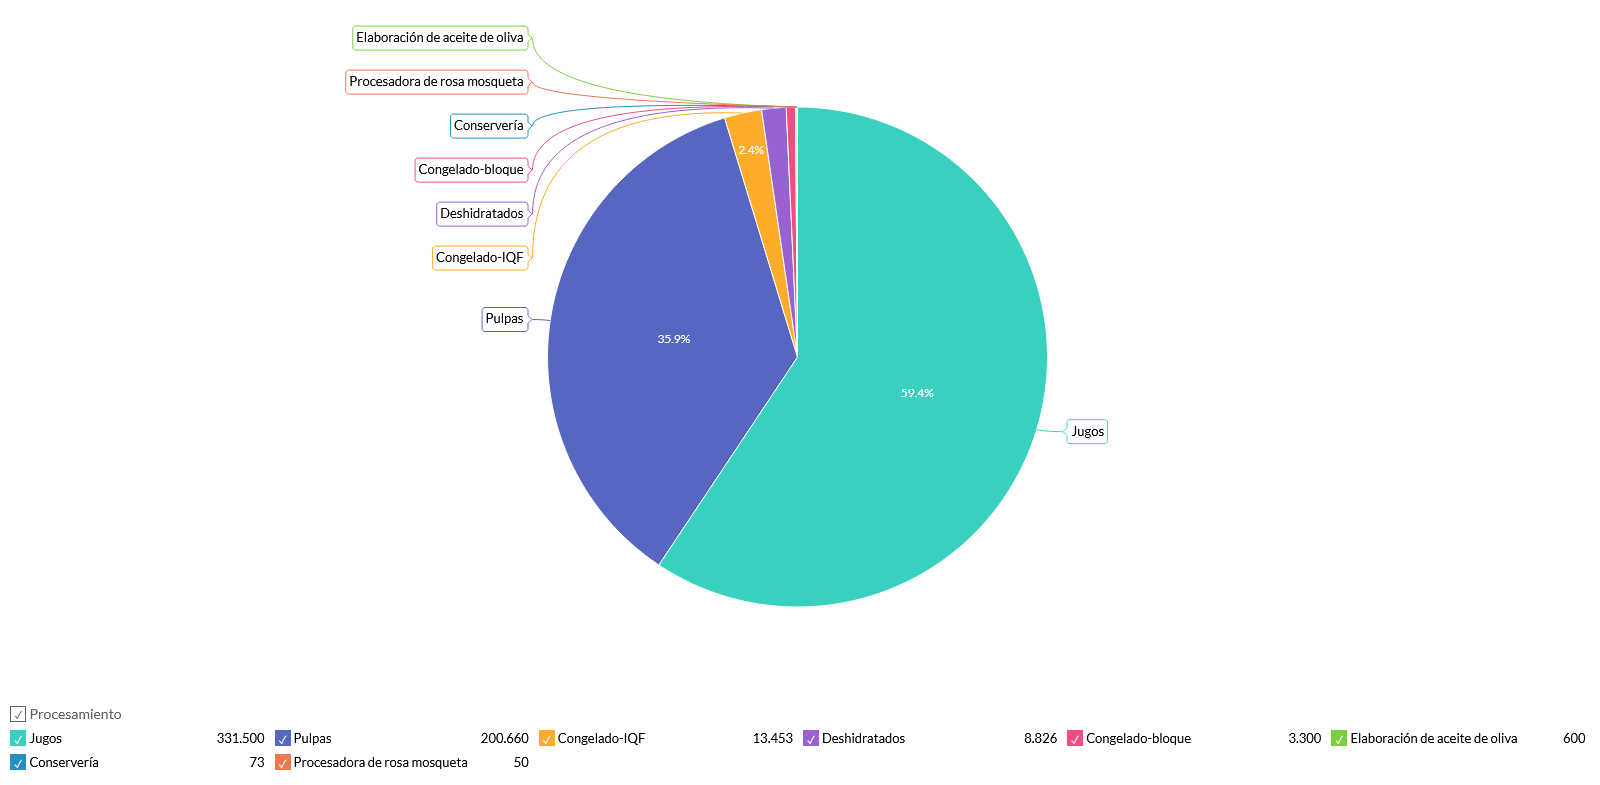 Elaboración de aceite de oliva
Procesadora de rosa mosqueta
Conservería
Congelado-bloque
Deshidratados
Congelado-IQF
Pulpas
Jugos
2.4%
35.9%
59.4%
Procesamiento
Jugos 331.500 Pulpas 200.660 Congelado-IQF 13.453 Deshidratados 8.826 Congelado-bloque 3.300 Elaboración de aceite de oliva 600
Conservería 73 Procesadora de rosa mosqueta 50